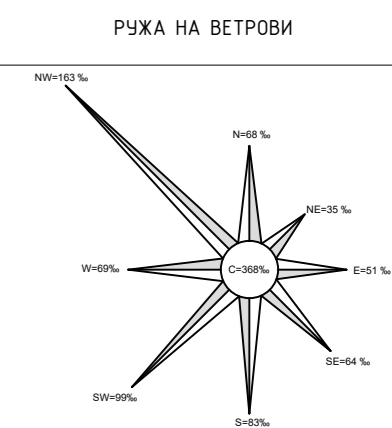 РУЖА НА ВЕТРОВИ
NW=163 ‰
N=68 ‰
NE=35 ‰
W=69‰
C=368‰
E=51 ‰
SE=64 ‰
SW=99‰
S=83‰